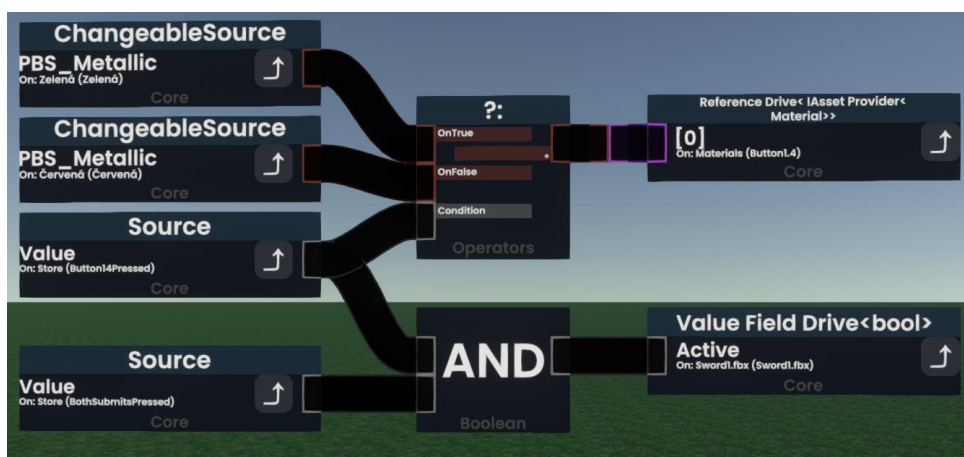 ChangeableSource
PBS_Metallic
On: Zelená (Zelená)
Core
ChangeableSource
PBS_Metallic
On: Červená (Červená)
Core
Source
Value
On: Store (Button14Pressed)
Core
Source
Value
On: Store (BothSubmitsPressed)
Core
?:
OnTrue
*
OnFalse
Condition
Operators
AND
Boolean
Reference Drive< IAsset Provider<
Material>>
[0]
On: Materials (Button1.4)
Core
Value Field Drive<bool>
Active
On: Sword1.fbx (Sword1.fbx)
Core